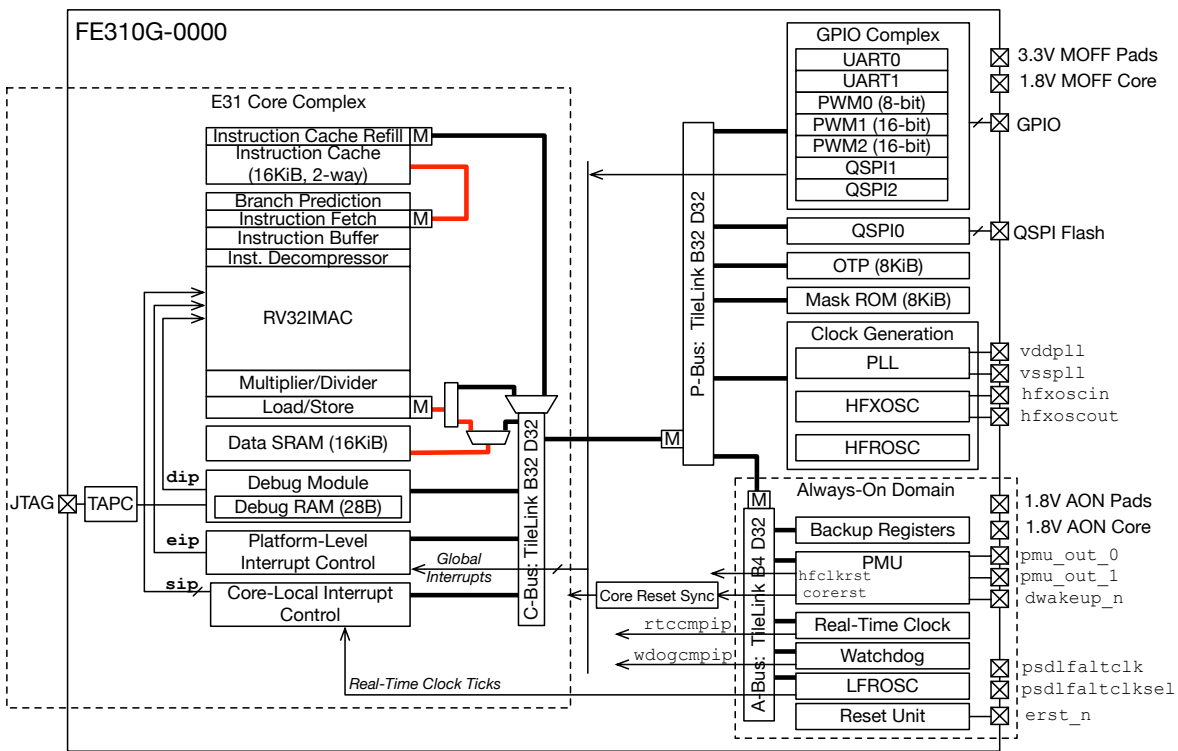 FE310G-0000
E31 Core Complex
Instruction Cache Refill M
Instruction Cache
(16KiB, 2-way)
Branch Prediction
Instruction Fetch M
Instruction Buffer
Inst. Decompressor
RV32IMAC
Multiplier/Divider
Load/Store M
Data SRAM (16KiB)
dip
Debug Module
Debug RAM (28B)
JTAG
TAPC
eip
Platform-Level
Interrupt Control
Global
Interrupts
sip
Core-Local Interrupt
Control
Real-Time Clock Ticks
C-Bus: TileLink B32 D32
M
P-Bus: TileLink B32 D32
GPIO Complex
UART0
UART1
PWM0 (8-bit)
PWM1 (16-bit)
PWM2 (16-bit)
QSPI1
QSPI2
3.3V MOFF Pads
1.8V MOFF Core
GPIO
QSPI0
QSPI Flash
OTP (8KiB)
Mask ROM (8KiB)
Clock Generation
PLL
HFXOSC
HFROSC
vddpll
vsspll
hfxoscin
hfxoscout
M
A-Bus: TileLink B4 D32
Always-On Domain
Backup Registers
PMU
hfclkrst
corerst
Core Reset Sync
rtccmpip
Real-Time Clock
wdogcmpip
Watchdog
LFROSC
Reset Unit
1.8V AON Pads
1.8V AON Core
pmu_out_0
pmu_out_1
dwakeup_n
psdlfaltclk
psdlfaltclksel
erst_n